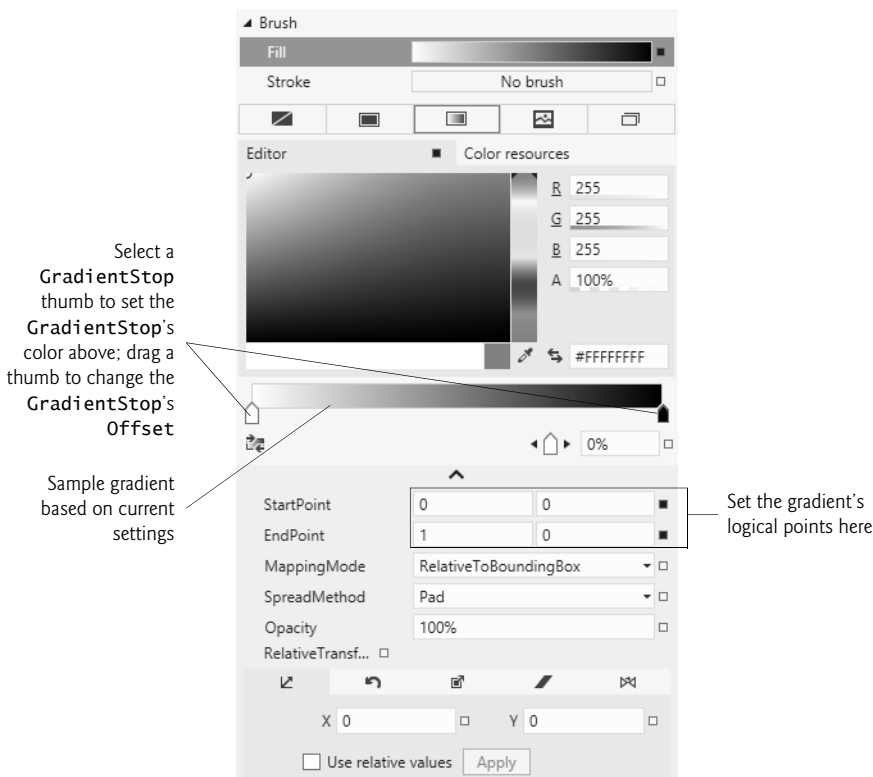 Brush
Fill
Stroke No brush
Editor Color resources
R 255
G 255
B 255
A 100%
#FFFFFFFF
Select a
GradientStop
thumb to set the
GradientStop's
color above; drag a
thumb to change the
GradientStop's
Offset
0%
Sample gradient
based on current
settings
StartPoint 0 0
EndPoint 1 0
Set the gradient's
logical points here
MappingMode RelativeToBoundingBox
SpreadMethod Pad
Opacity 100%
RelativeTransf...
X 0 Y 0
Use relative values Apply